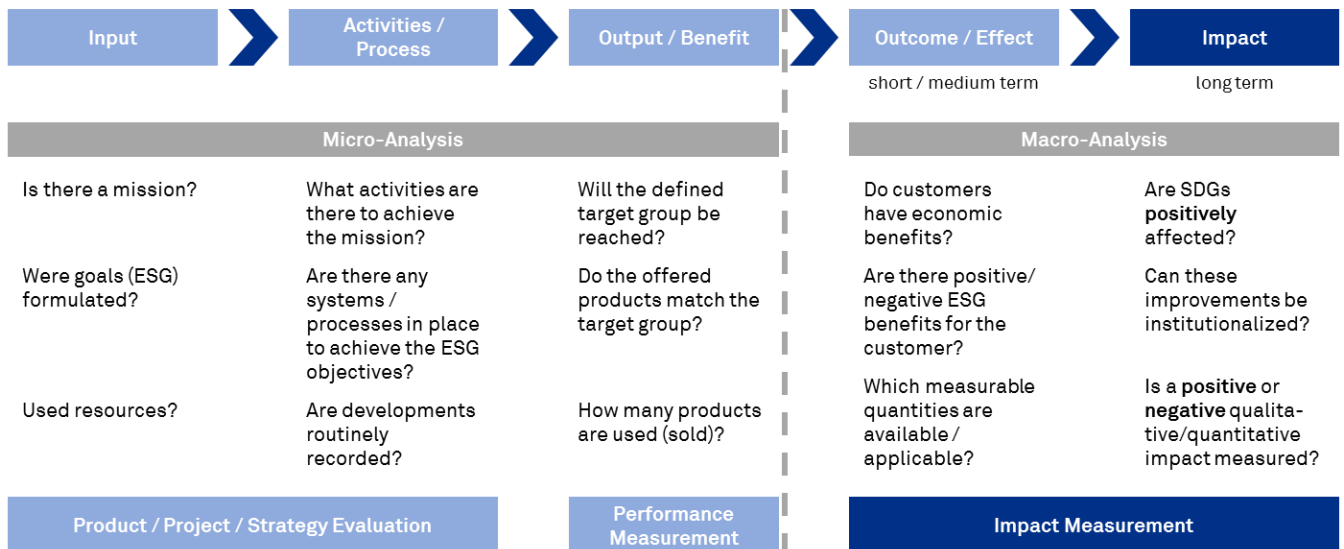 Input
Activities /
Process
Output / Benefit
Outcome / Effect
Impact
short / medium term
long term
Micro-Analysis
Macro-Analysis
Is there a mission?
What activities are
there to achieve
the mission?
Will the defined
target group be
reached?
Do customers
have economic
benefits?
Are SDGs
positively
affected?
Were goals (ESG)
formulated?
Are there any
systems /
processes in place
to achieve the ESG
objectives?
Do the offered
products match the
target group?
Are there positive/
negative ESG
benefits for the
customer?
Can these
improvements be
institutionalized?
Used resources?
Are developments
routinely
recorded?
How many products
are used (sold)?
Which measurable
quantities are
available /
applicable?
Is a positive or
negative qualita-
tive/quantitative
impact measured?
Product / Project / Strategy Evaluation
Performance
Measurement
Impact Measurement